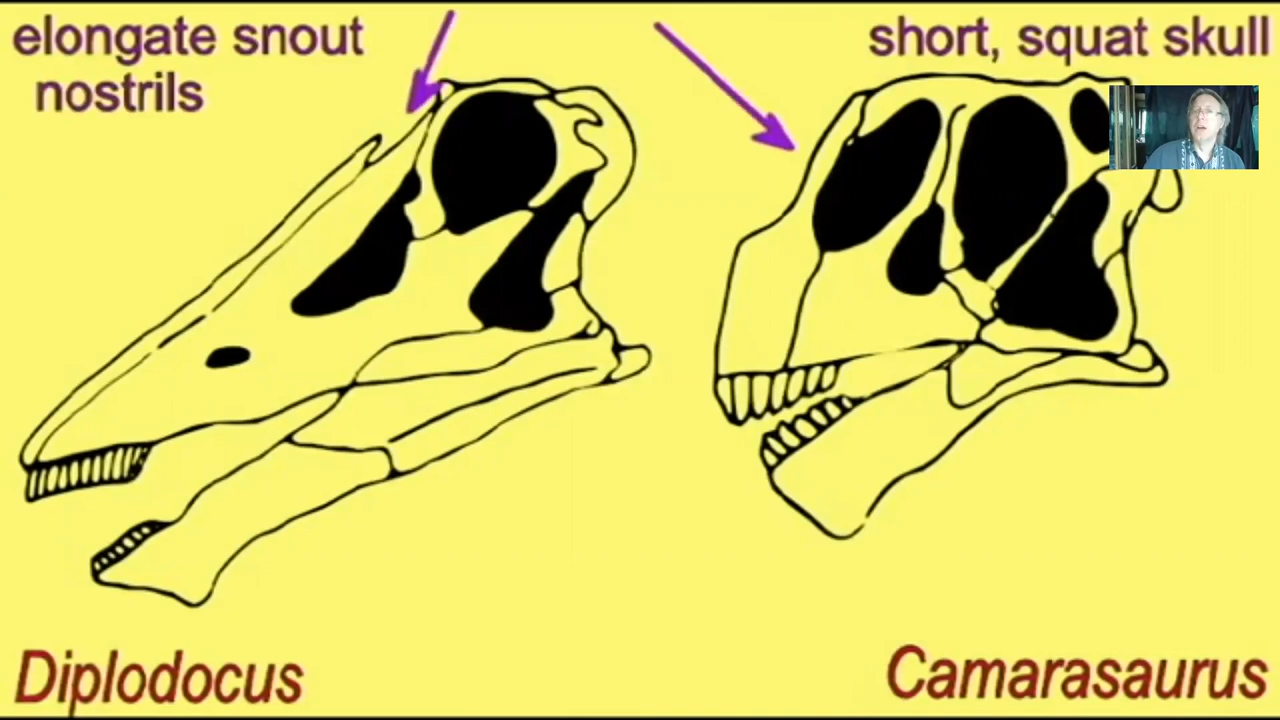 elongate snout
nostrils
short, squat skull
Diplodocus
Camarasaurus